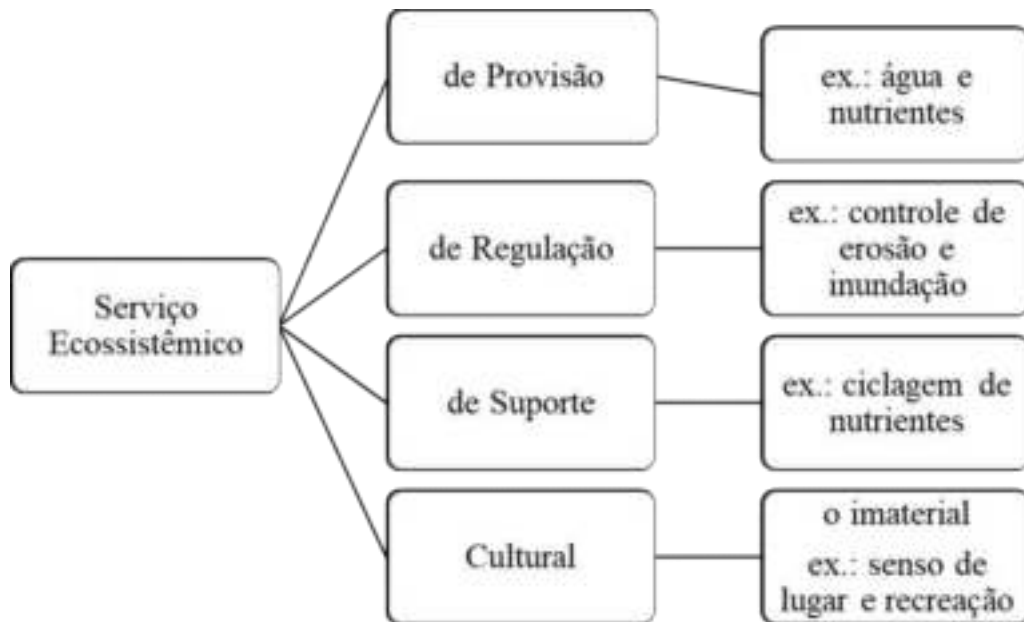 de Provisão
ex.: água e
nutrientes
de Regulação
ex.: controle de
erosão e
inundação
Serviço
Ecossistêmico
de Suporte
ex.: ciclagem de
nutrientes
Cultural
o imaterial
ex.: senso de
lugar e recreação